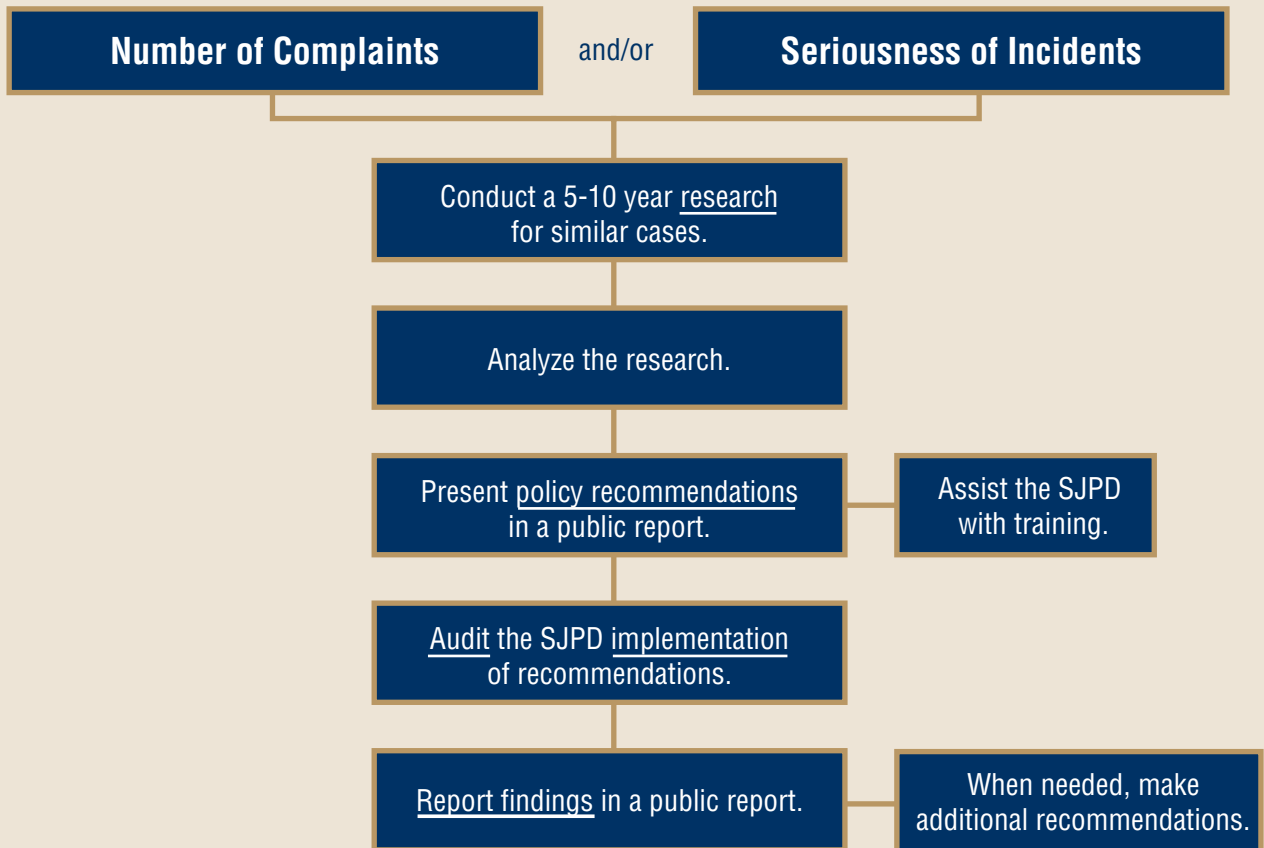 Number of Complaints
and/or
Seriousness of Incidents
Conduct a 5-10 year research
for similar cases.
Analyze the research.
Present policy recommendations
in a public report.
Assist the SJPD
with training.
Audit the SJPD implementation
of recommendations.
Report findings in a public report.
When needed, make
additional recommendations.